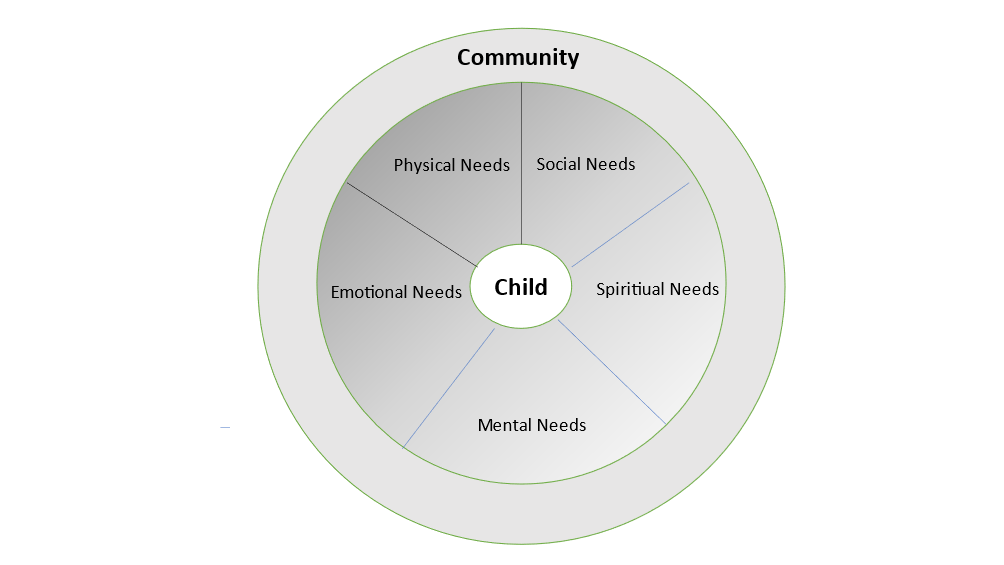 Community
Physical Needs
Social Needs
Emotional Needs
Child
Spiritiual Needs
Mental Needs